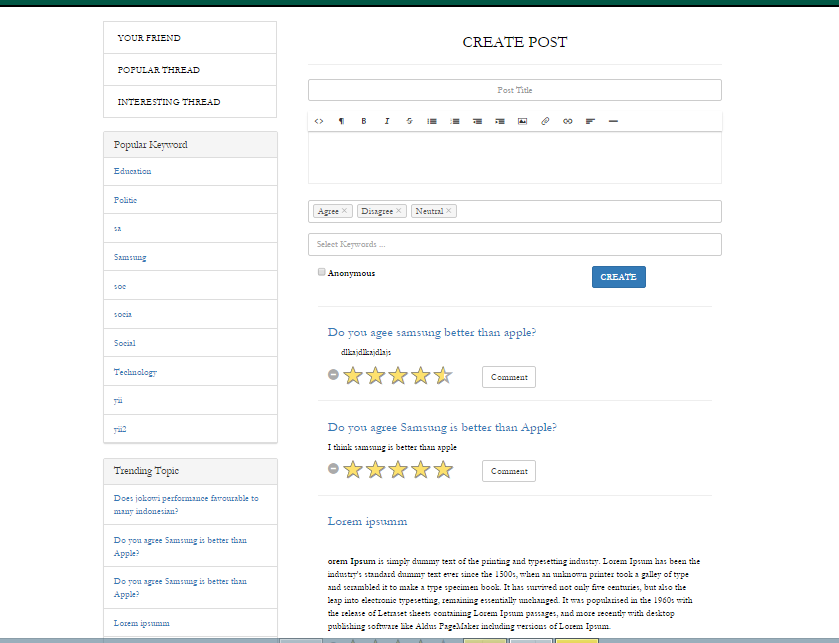 YOUR FRIEND
POPULAR THREAD
INTERESTING THREAD
Popular Keyword
Education
Politic
sa
Samsung
soc
socia
Social
Technology
yii
yii2
Trending Topic
Does jokowi performance favourable to
many indonesian?
Do you agree Samsung is better than
Apple?
Do you agree Samsung is better than
Apple?
Lorem ipsumm
CREATE POST
Post Title
<> ¶ B I S
Agree × Disagree × Neutral ×
Select Keywords ...
Anonymous CREATE
Do you agee samsung better than apple?
dlkajdlkajdlajs
Comment
Do you agree Samsung is better than Apple?
I think samsung is better than apple
Comment
Lorem ipsumm
orem Ipsum is simply dummy text of the printing and typesetting industry. Lorem Ipsum has been the
industry's standard dummy text ever since the 1500s, when an unknown printer took a galley of type
and scrambled it to make a type specimen book. It has survived not only five centuries, but also the
leap into electronic typesetting, remaining essentially unchanged. It was popularised in the 1960s with
the release of Letraset sheets containing Lorem Ipsum passages, and more recently with desktop
publishing software like Aldus PageMaker including versions of Lorem Ipsum.